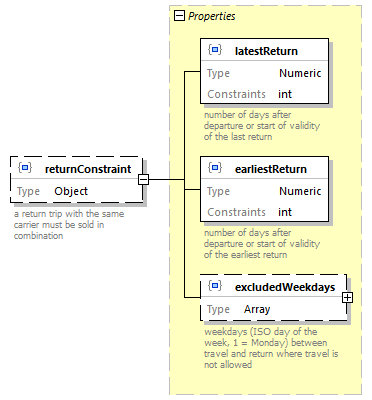 Properties
latestReturn
Type Numeric
Constraints int
number of days after
departure or start of validity
of the last return
returnConstraint
Type Object
a return trip with the same
carrier must be sold in
combination
earliestReturn
Type Numeric
Constraints int
number of days after
departure or start of validity
of the earliest return
excludedWeekdays
Type Array
weekdays (ISO day of the
week, 1 = Monday) between
travel and return where travel is
not allowed